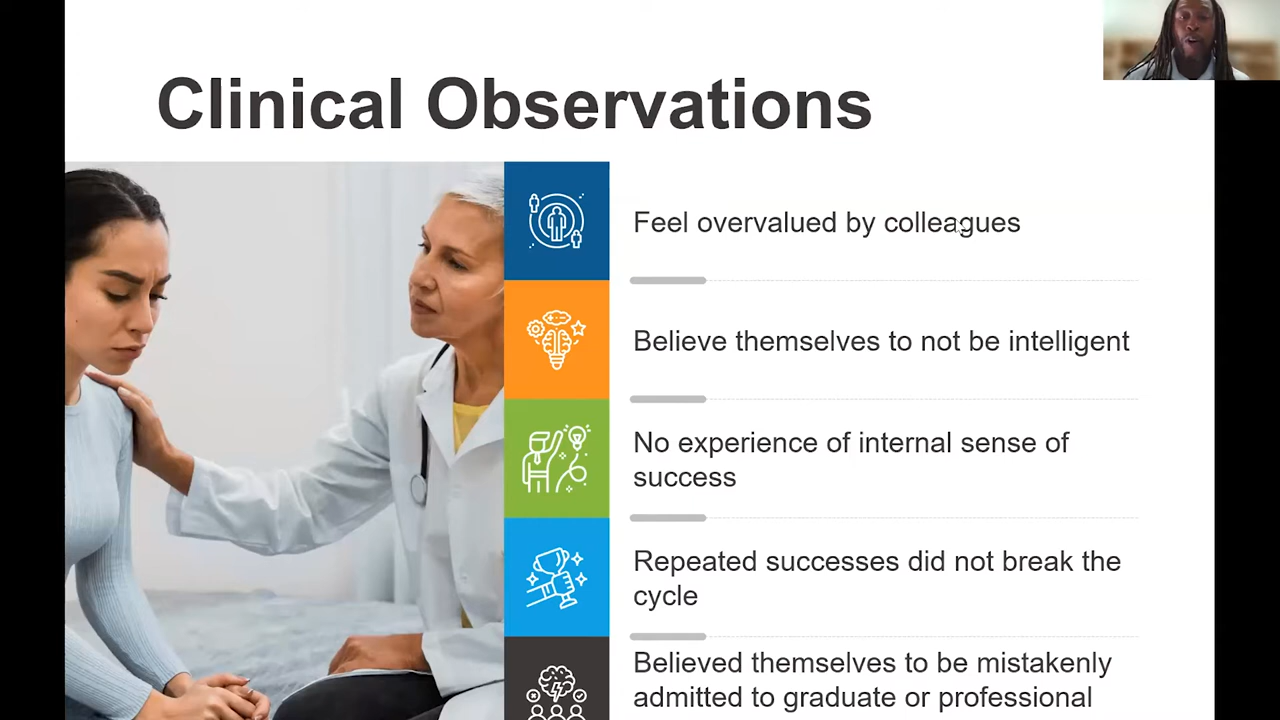 Clinical Observations
Feel overvalued by colleagues
Believe themselves to not be intelligent
No experience of internal sense of
success
Repeated successes did not break the
cycle
Believed themselves to be mistakenly
admitted to graduate or professional